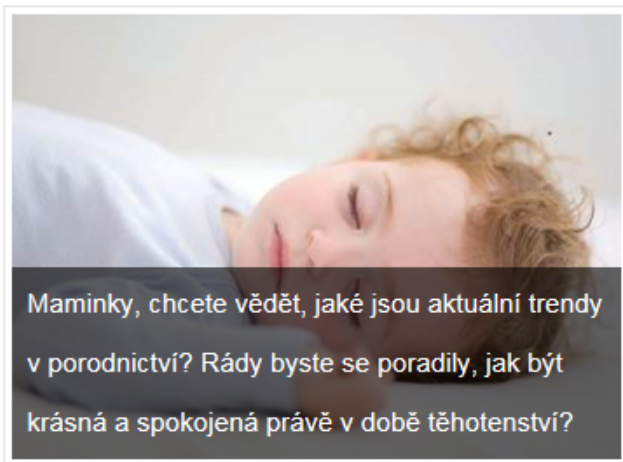 Maminky, chcete vědět, jaké jsou aktuální trendy
v porodnictví? Rády byste se poradily, jak být
krásná a spokojená právě v době těhotenství?